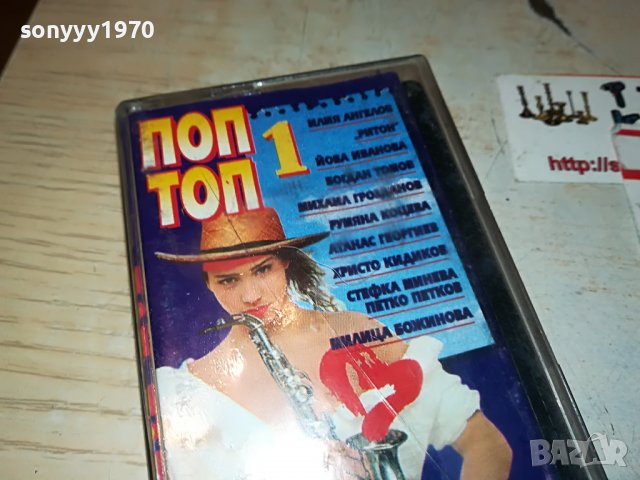 sonyyy1970
ПОП
ТОП
1
ИЛИЯ АНГЕЛОВ
"РИТОН"
ЙОВА ИВАНОВА
БОГДАН ТОМОВ
МИХАИЛ ГРОЗДАНОВ
РУМЯНА КОЦЕВА
АТАНАС ГЕОРГИЕВ
ХРИСТО КИДИКОВ
СТЕФКА МИНЕВА
ПЕТКО ПЕТКОВ
МИЛИЦА БОЖИНОВА
http://s
BAZAR